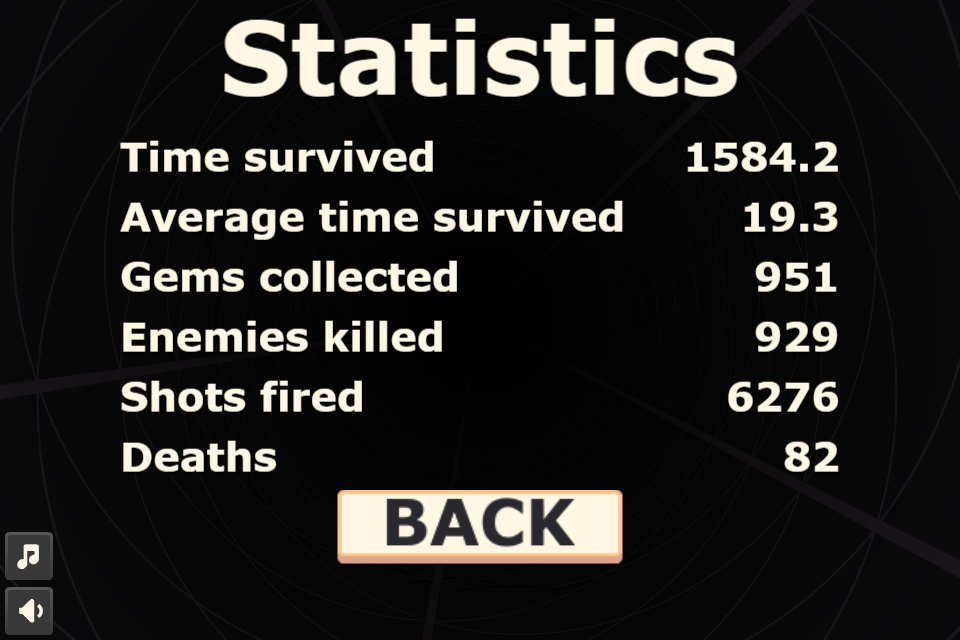 Statistics
Time survived 1584.2
Average time survived 19.3
Gems collected 951
Enemies killed 929
Shots fired 6276
Deaths 82
BACK